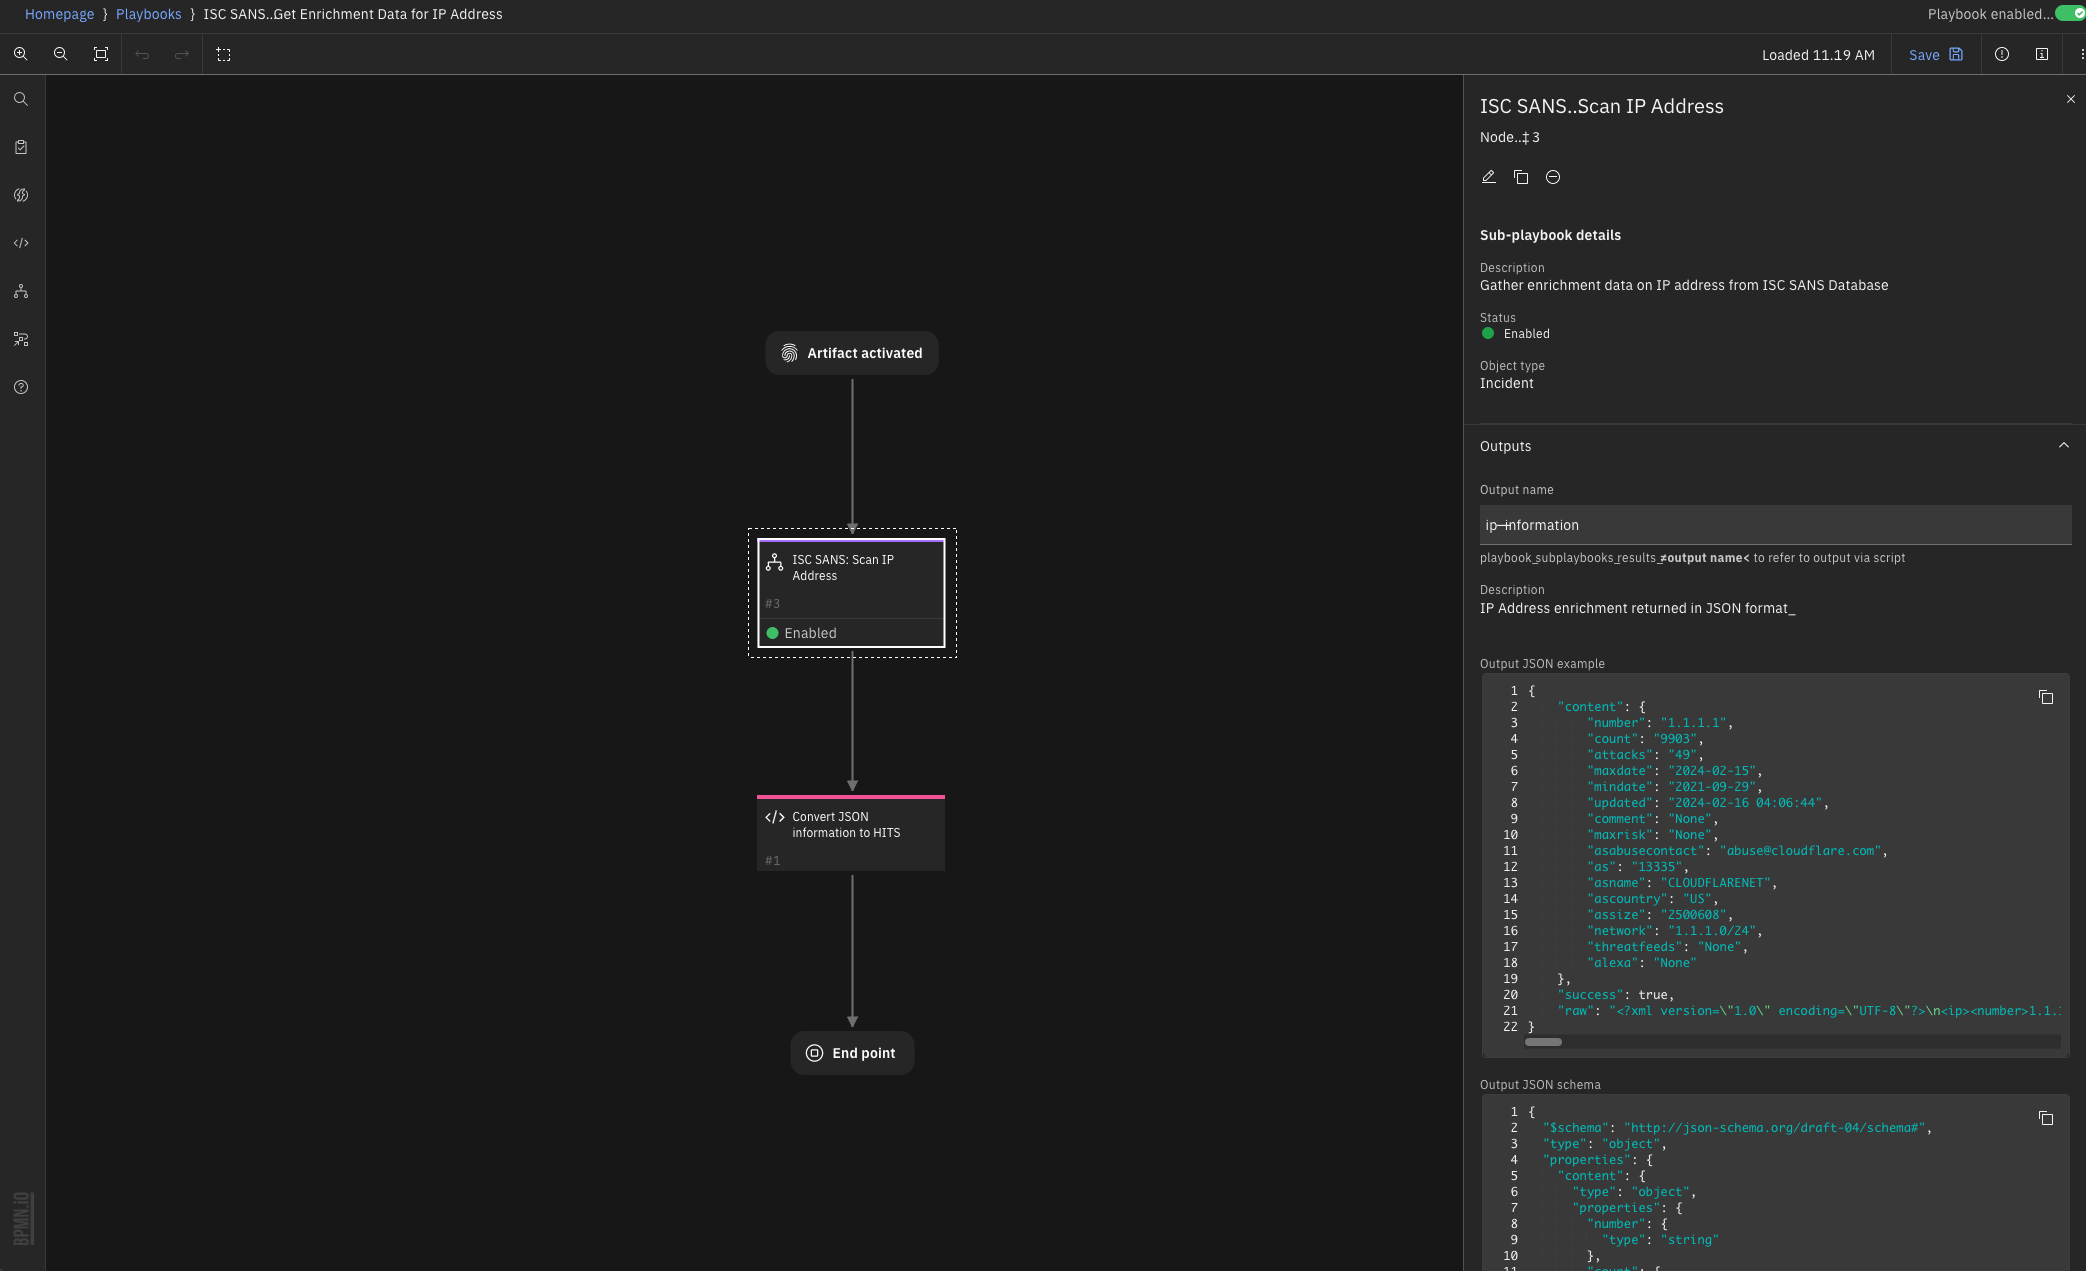 Homepage } Playbooks } ISC SANS..Get Enrichment Data for IP Address
Playbook enabled...
Loaded 11.19 AM
Save
Artifact activated
ISC SANS: Scan IP
Address
#3
Enabled
Convert JSON
information to HITS
#1
End point
BPMN.iO
ISC SANS..Scan IP Address
Node..‡ 3
Sub-playbook details
Description
Gather enrichment data on IP address from ISC SANS Database
Status
Enabled
Object type
Incident
Outputs
Output name
ip—information
playbook_subplaybooks_results_≠output name< to refer to output via script
Description
IP Address enrichment returned in JSON format_
Output JSON example
1 {
2 "content": {
3 "number": "1.1.1.1",
4 "count": "9903",
5 "attacks": "49",
6 "maxdate": "2024-02-15",
7 "mindate": "2021-09-29",
8 "updated": "2024-02-16 04:06:44",
9 "comment": "None",
10 "maxrisk": "None",
11 "asabusecontact": "abuse@cloudflare.com",
12 "as": "13335",
13 "asname": "CLOUDFLARENET",
14 "ascountry": "US",
15 "assize": "2500608",
16 "network": "1.1.1.0/24",
17 "threatfeeds": "None",
18 "alexa": "None"
19 },
20 "success": true,
21 "raw": "<?xml version=\"1.0\" encoding=\"UTF-8\"?>\n<ip><number>1.1.1
22 }
Output JSON schema
1 {
2 "$schema": "http://json-schema.org/draft-04/schema#",
3 "type": "object",
4 "properties": {
5 "content": {
6 "type": "object",
7 "properties": {
8 "number": {
9 "type": "string"
10 },
11 "count": {